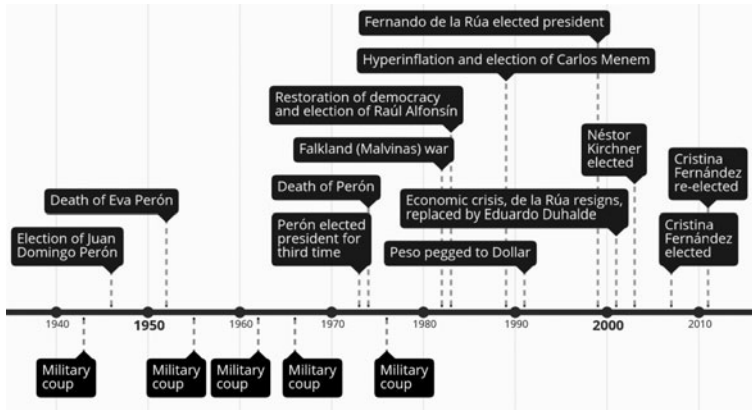 Fernando de la Rúa elected president
Hyperinflation and election of Carlos Menem
Restoration of democracy
and election of Raúl Alfonsín
Falkland (Malvinas) war
Néstor
Kirchner
elected
Cristina
Fernández
re-elected
Death of Eva Perón
Death of Perón
Economic crisis, de la Rúa resigns,
replaced by Eduardo Duhalde
Election of Juan
Domingo Perón
Perón elected
president for
third time
Peso pegged to Dollar
Cristina
Fernández
elected
1940
1950
1960
1970
1980
1990
2000
2010
Military
coup
Military
coup
Military
coup
Military
coup
Military
coup